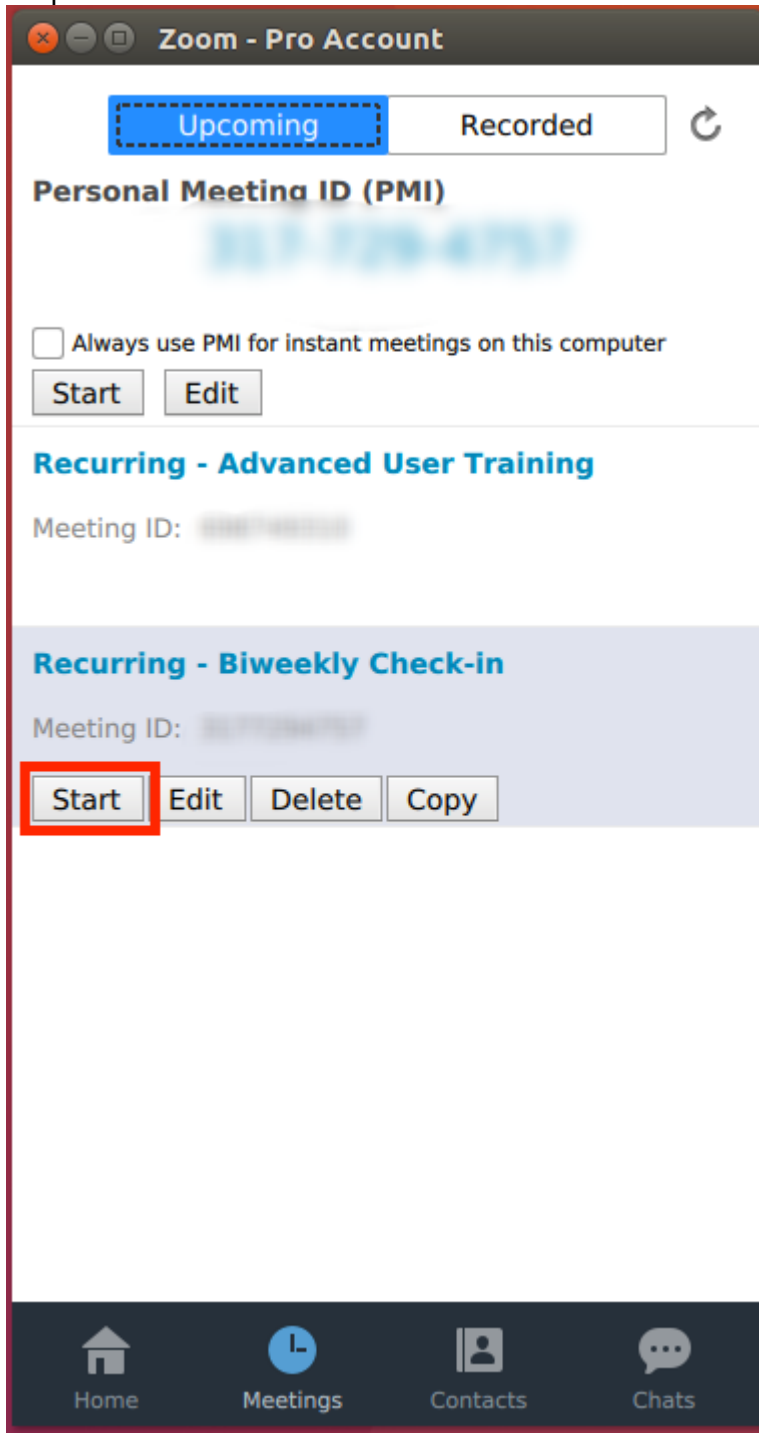 Zoom - Pro Account
Upcoming Recorded
Personal Meeting ID (PMI)
Always use PMI for instant meetings on this computer
Start Edit
Recurring - Advanced User Training
Meeting ID:
Recurring - Biweekly Check-in
Meeting ID:
Start Edit Delete Copy
Home Meetings Contacts Chats